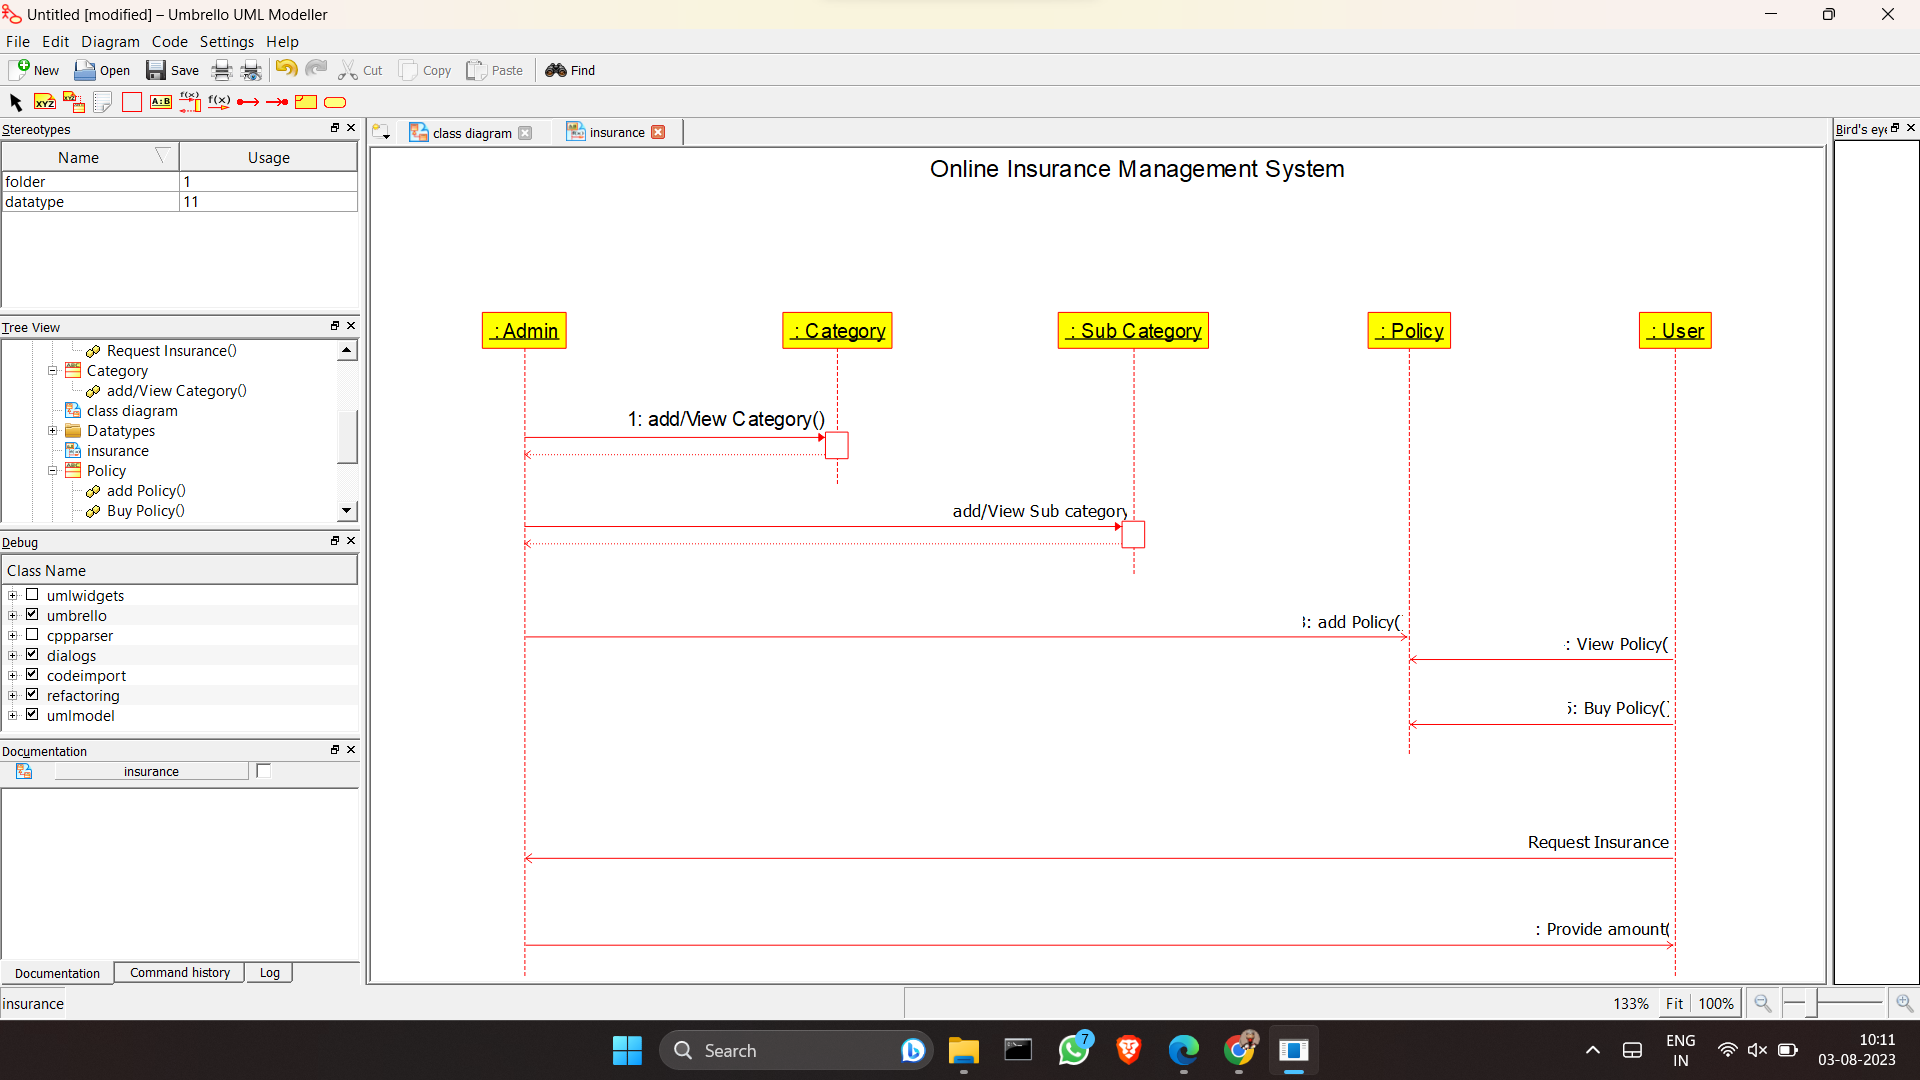 Untitled [modified] – Umbrello UML Modeller
File Edit Diagram Code Settings Help
New Open Save Cut Copy Paste Find
XYZ A:B f(x) f(x)
Stereotypes
Name Usage
folder 1
datatype 11
Tree View
Request Insurance()
Category
add/View Category()
class diagram
Datatypes
insurance
Policy
add Policy()
Buy Policy()
Debug
Class Name
umlwidgets
umbrello
cppparser
dialogs
codeimport
refactoring
umlmodel
Documentation
insurance
Documentation Command history Log
insurance
class diagram insurance
Online Insurance Management System
: Admin : Category : Sub Category : Policy : User
1: add/View Category()
add/View Sub category
3: add Policy(
: View Policy(
5: Buy Policy()
Request Insurance
: Provide amount(
Bird's eye
133% Fit 100%
Search
7
ENG
IN
10:11
03-08-2023